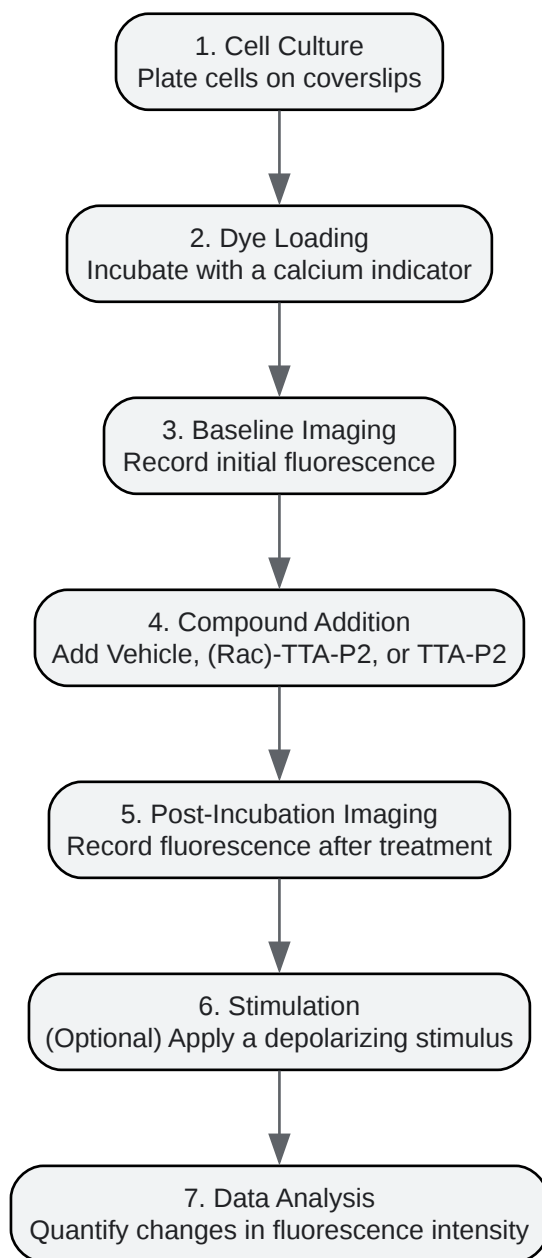 1. Cell Culture
Plate cells on coverslips
2. Dye Loading
Incubate with a calcium indicator
3. Baseline Imaging
Record initial fluorescence
4. Compound Addition
Add Vehicle, (Rac)-TTA-P2, or TTA-P2
5. Post-Incubation Imaging
Record fluorescence after treatment
6. Stimulation
(Optional) Apply a depolarizing stimulus
7. Data Analysis
Quantify changes in fluorescence intensity